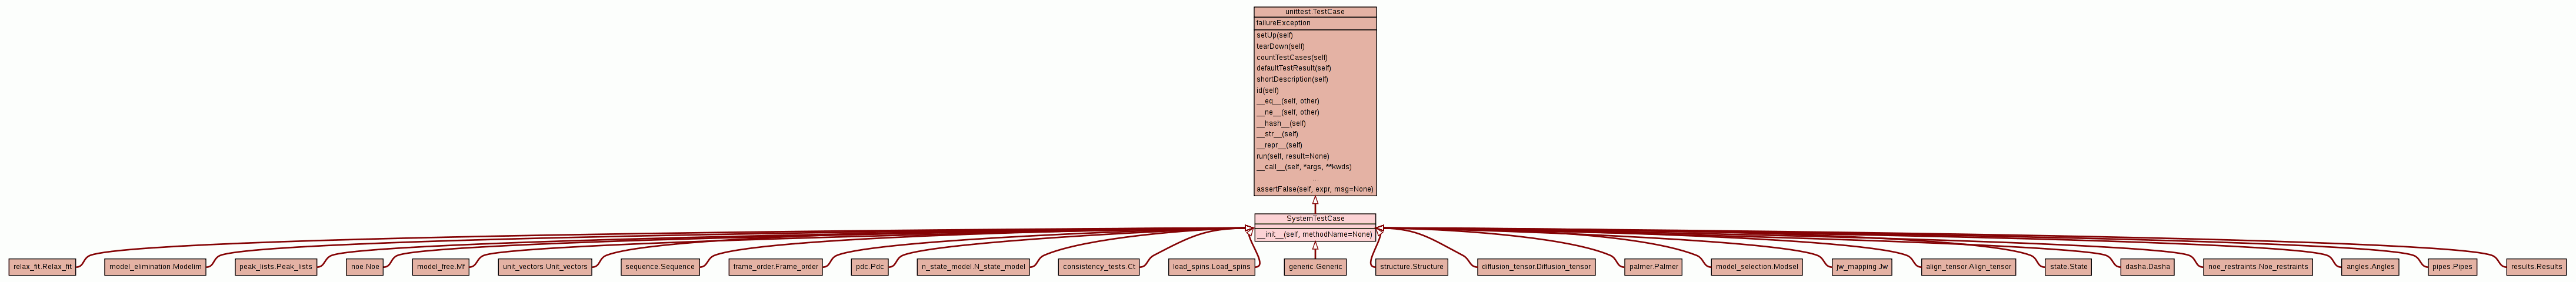 unittest.TestCase
failureException
setUp(self)
tearDown(self)
countTestCases(self)
defaultTestResult(self)
shortDescription(self)
id(self)
__eq__(self, other)
__ne__(self, other)
__hash__(self)
__str__(self)
__repr__(self)
run(self, result=None)
__call__(self, *args, **kwds)
...
assertFalse(self, expr, msg=None)
SystemTestCase
__init__(self, methodName=None)
relax_fit.Relax_fit
model_elimination.Modelim
peak_lists.Peak_lists
noe.Noe
model_free.Mf
unit_vectors.Unit_vectors
sequence.Sequence
frame_order.Frame_order
pdc.Pdc
n_state_model.N_state_model
consistency_tests.Ct
load_spins.Load_spins
generic.Generic
structure.Structure
diffusion_tensor.Diffusion_tensor
palmer.Palmer
model_selection.Modsel
jw_mapping.Jw
align_tensor.Align_tensor
state.State
dasha.Dasha
noe_restraints.Noe_restraints
angles.Angles
pipes.Pipes
results.Results